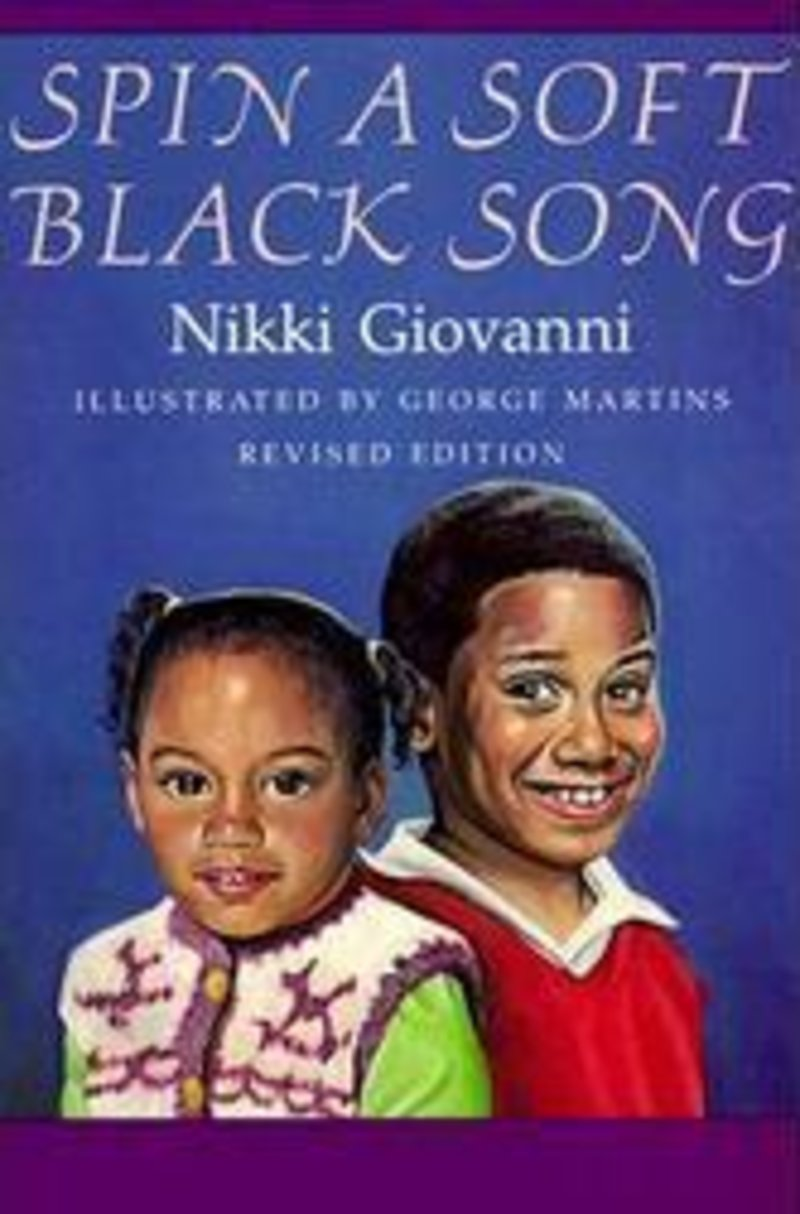 SPIN A SOFT
BLACK SONG
Nikki Giovanni
ILLUSTRATED BY GEORGE MARTINS
REVISED EDITION